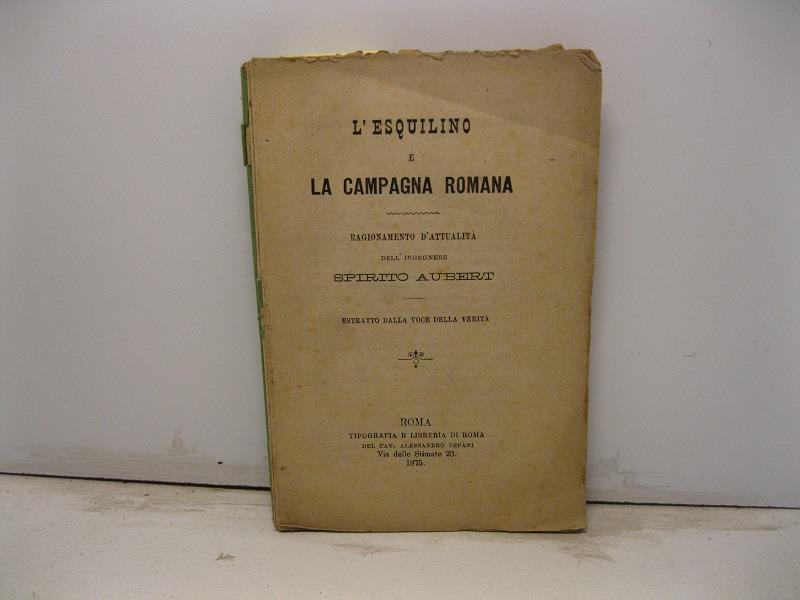 L' ESQUILINO
E
LA CAMPAGNA ROMANA
RAGIONAMENTO D'ATTUALITÀ
DELL' INGEGNERE
SPIRITO AUBERT
ESTRATTO DALLA VOCE DELLA VERITÀ
ROMA
TIPOGRAFIA E LIBRERIA DI ROMA
DEL CAV. ALESSANDRO BEFANI
Via delle Stimate 23.
1875.